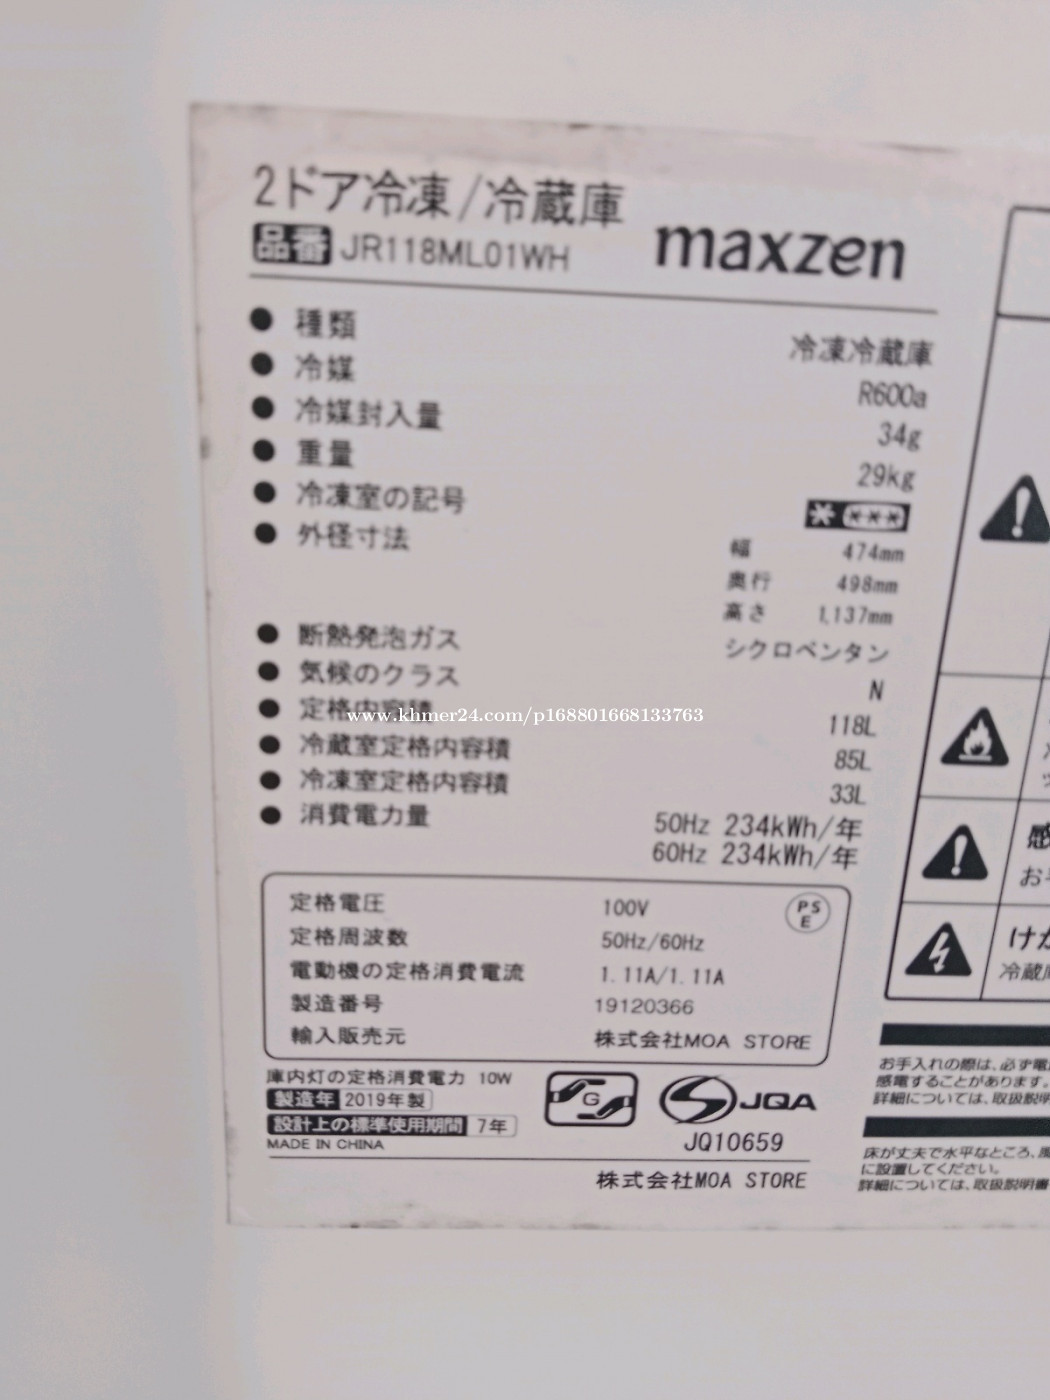 2ドア冷凍/冷蔵庫
品番 JR118ML01WH maxzen
● 種類 冷凍冷蔵庫
● 冷媒 R600a
● 冷媒封入量 34g
● 重量 29kg
● 冷凍室の記号 * ***
● 外径寸法 幅 474mm
奥行 498mm
高さ 1,137mm
● 断熱発泡ガス シクロペンタン
● 気候のクラス N
● 定格内容積 118L
www.khmer24.com/p168801668133763
● 冷蔵室定格内容積 85L
● 冷凍室定格内容積 33L
● 消費電力量 50Hz 234kWh/年
60Hz 234kWh/年
定格電圧 100V PSE
定格周波数 50Hz/60Hz
電動機の定格消費電流 1.11A/1.11A
製造番号 19120366
輸入販売元 株式会社MOA STORE
庫内灯の定格消費電力 10W
製造年 2019年製
設計上の標準使用期間 7年
MADE IN CHINA
G
JQA
JQ10659
株式会社MOA STORE
感
お手
けが
冷蔵庫
お手入れの際は、必ず電
感電することがあります。
詳細については、取扱説明
床が丈夫で水平なところ、風
に設置してください。
詳細については、取扱説明書